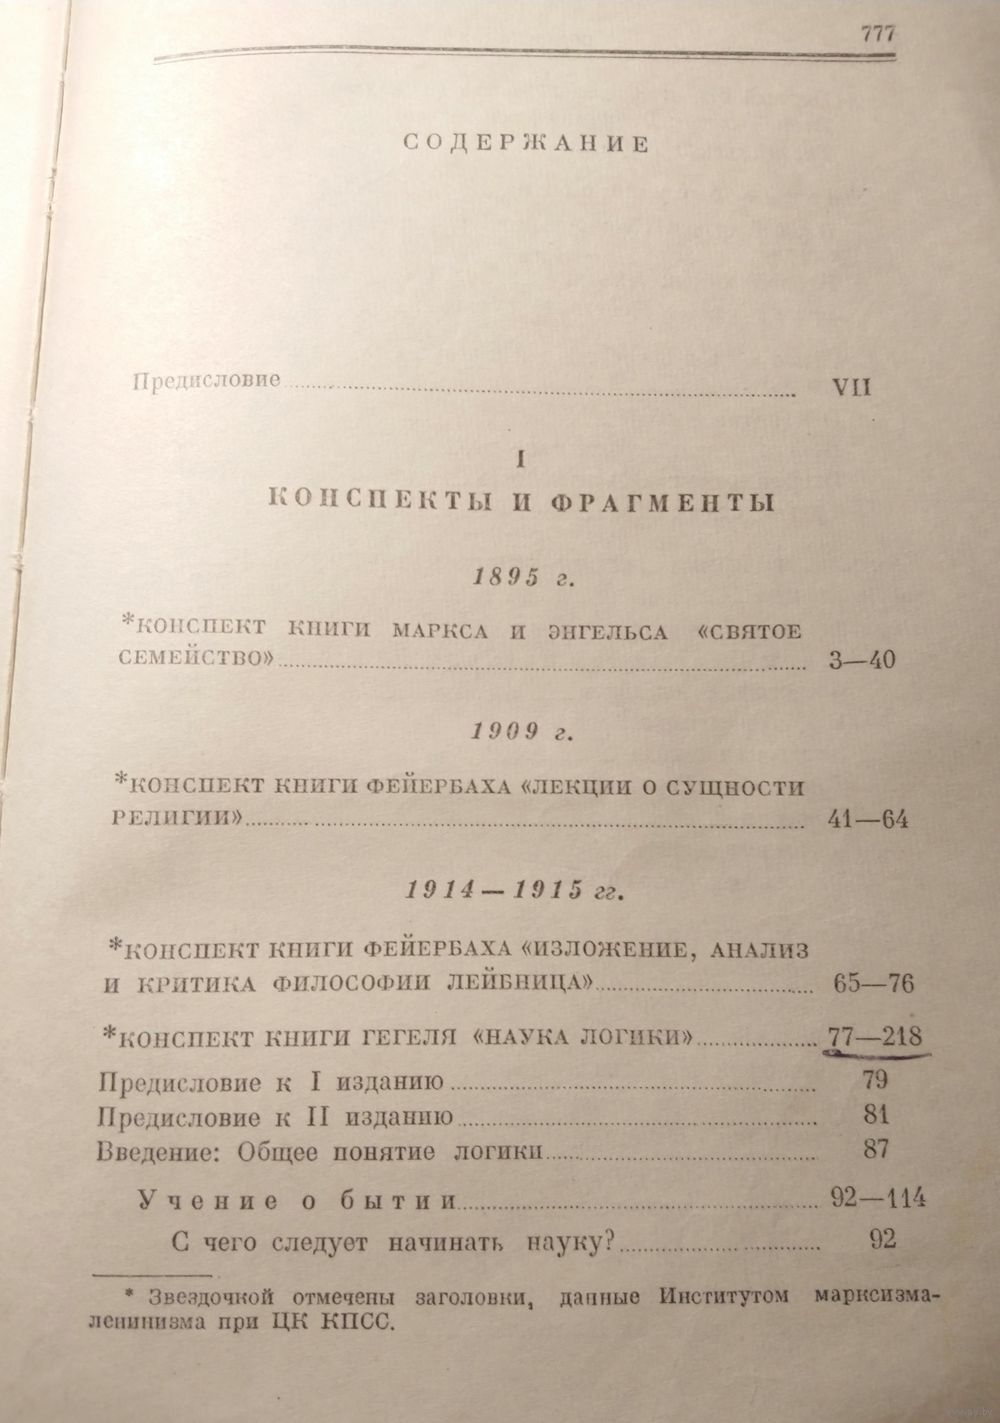 777
СОДЕРЖАНИЕ
Предисловие VII
I
КОНСПЕКТЫ И ФРАГМЕНТЫ
1895 г.
*КОНСПЕКТ КНИГИ МАРКСА И ЭНГЕЛЬСА «СВЯТОЕ
СЕМЕЙСТВО» 3—40
1909 г.
*КОНСПЕКТ КНИГИ ФЕЙЕРБАХА «ЛЕКЦИИ О СУЩНОСТИ
РЕЛИГИИ» 41—64
1914—1915 гг.
*КОНСПЕКТ КНИГИ ФЕЙЕРБАХА «ИЗЛОЖЕНИЕ, АНАЛИЗ
И КРИТИКА ФИЛОСОФИИ ЛЕЙБНИЦА» 65—76
*КОНСПЕКТ КНИГИ ГЕГЕЛЯ «НАУКА ЛОГИКИ» 77—218
Предисловие к I изданию 79
Предисловие к II изданию 81
Введение: Общее понятие логики 87
Учение о бытии 92—114
С чего следует начинать науку? 92
* Звездочкой отмечены заголовки, данные Институтом марксизма-
ленинизма при ЦК КПСС.